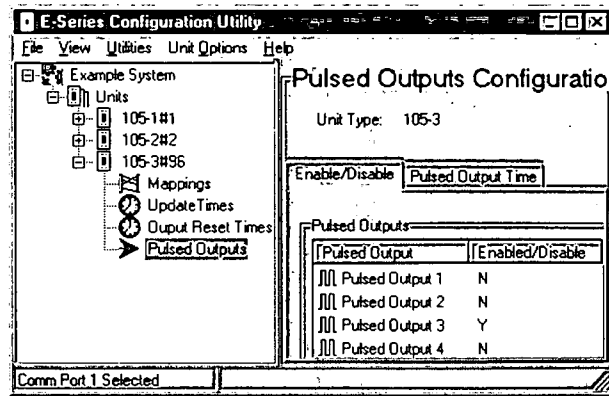 E-Series Configuration Utility
File View Utilities Unit Options Help
Example System
Units
105-1#1
105-2#2
105-3#96
Mappings
Update Times
Ouput Reset Times
Pulsed Outputs
Pulsed Outputs Configuratio
Unit Type: 105-3
Enable/Disable Pulsed Output Time
Pulsed Outputs
Pulsed Output Enabled/Disable
Pulsed Output 1 N
Pulsed Output 2 N
Pulsed Output 3 Y
Pulsed Output 4 N
Comm Port 1 Selected